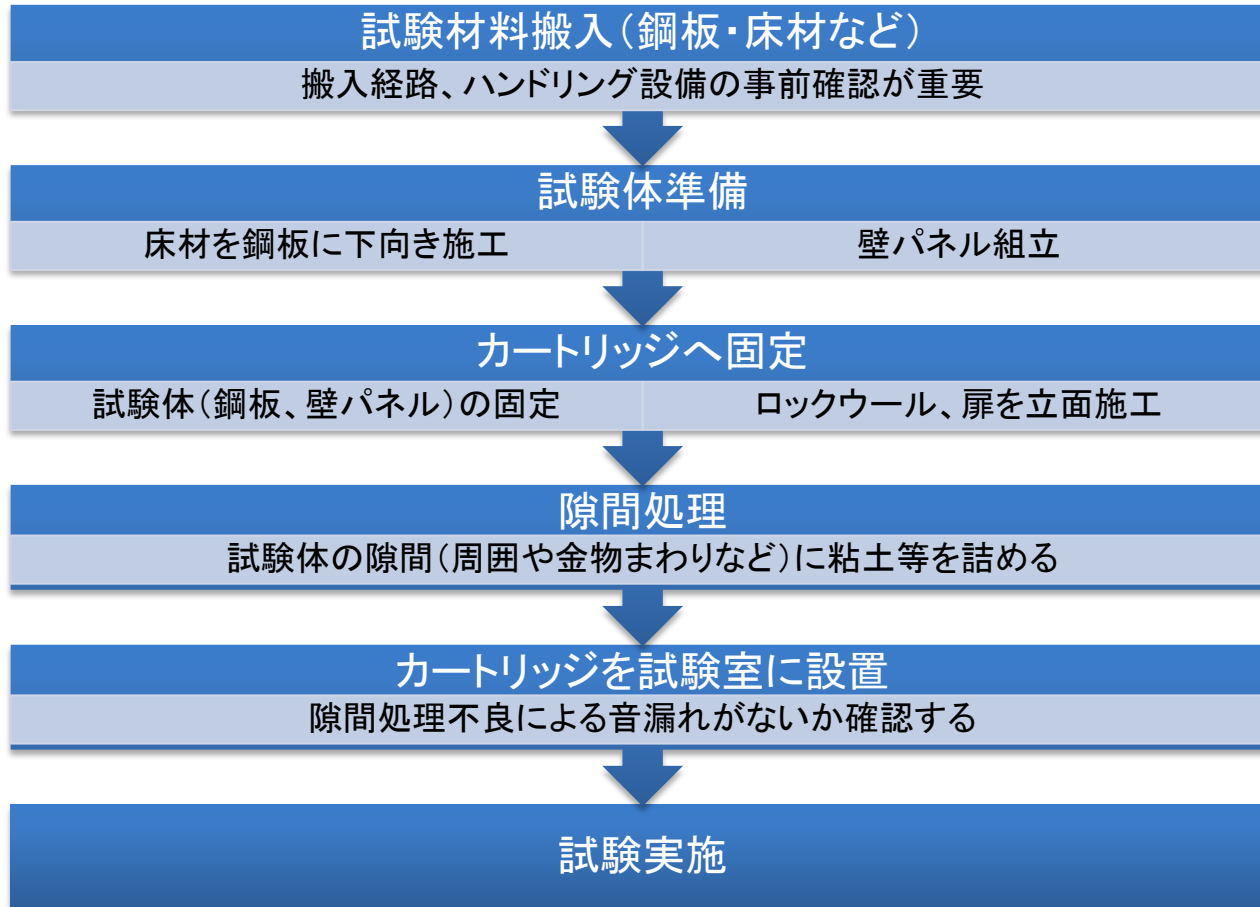 試験材料搬入（鋼板・床材など）
搬入経路、ハンドリング設備の事前確認が重要
試験体準備
床材を鋼板に下向き施工
壁パネル組立
カートリッジへ固定
試験体（鋼板、壁パネル）の固定
ロックウール、扉を立面施工
隙間処理
試験体の隙間（周囲や金物まわりなど）に粘土等を詰める
カートリッジを試験室に設置
隙間処理不良による音漏れがないか確認する
試験実施